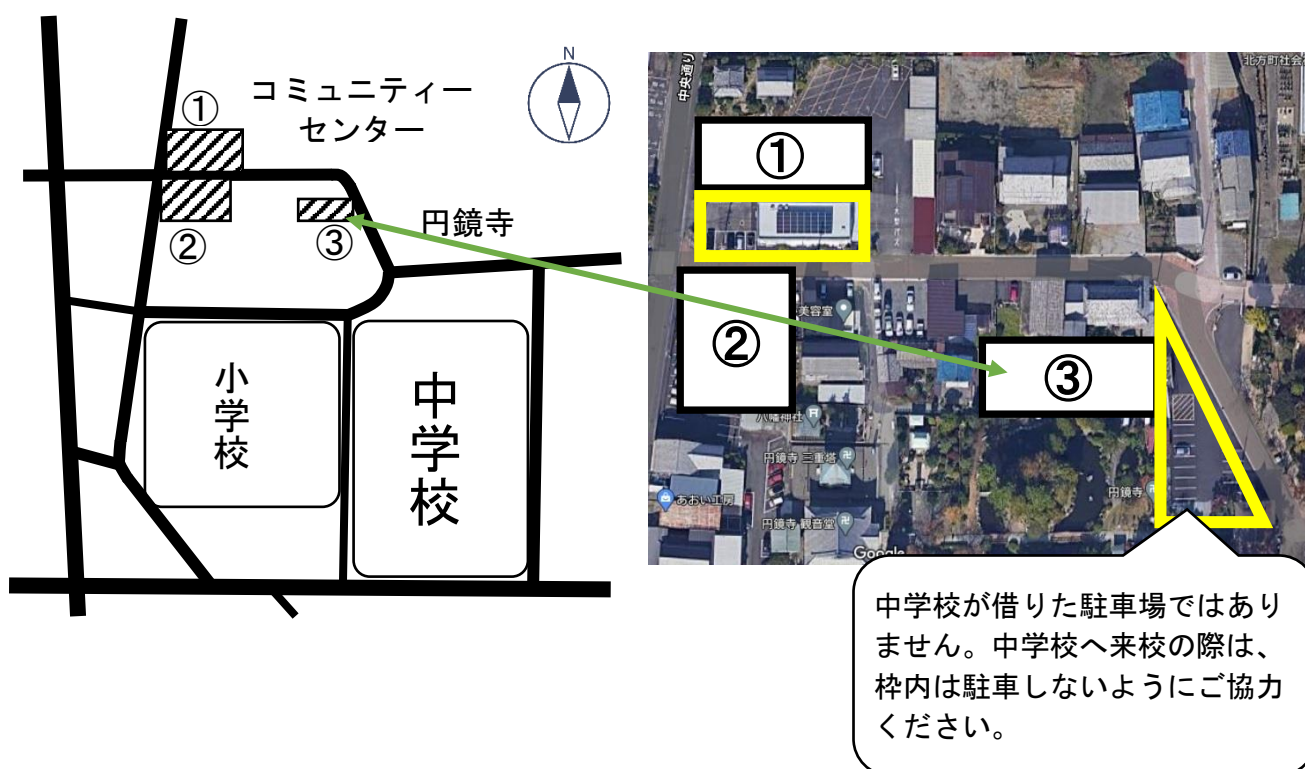 ①
コミュニティー
センター
N
②
③
円鏡寺
小学校
中学校
中央通り
北方町社会
①
②
美容室
③
八幡神社
円鏡寺 三重塔
あおい工房
円鏡寺
円鏡寺 観音堂
Google
中学校が借りた駐車場ではあり
ません。中学校へ来校の際は、
枠内は駐車しないようにご協力
ください。